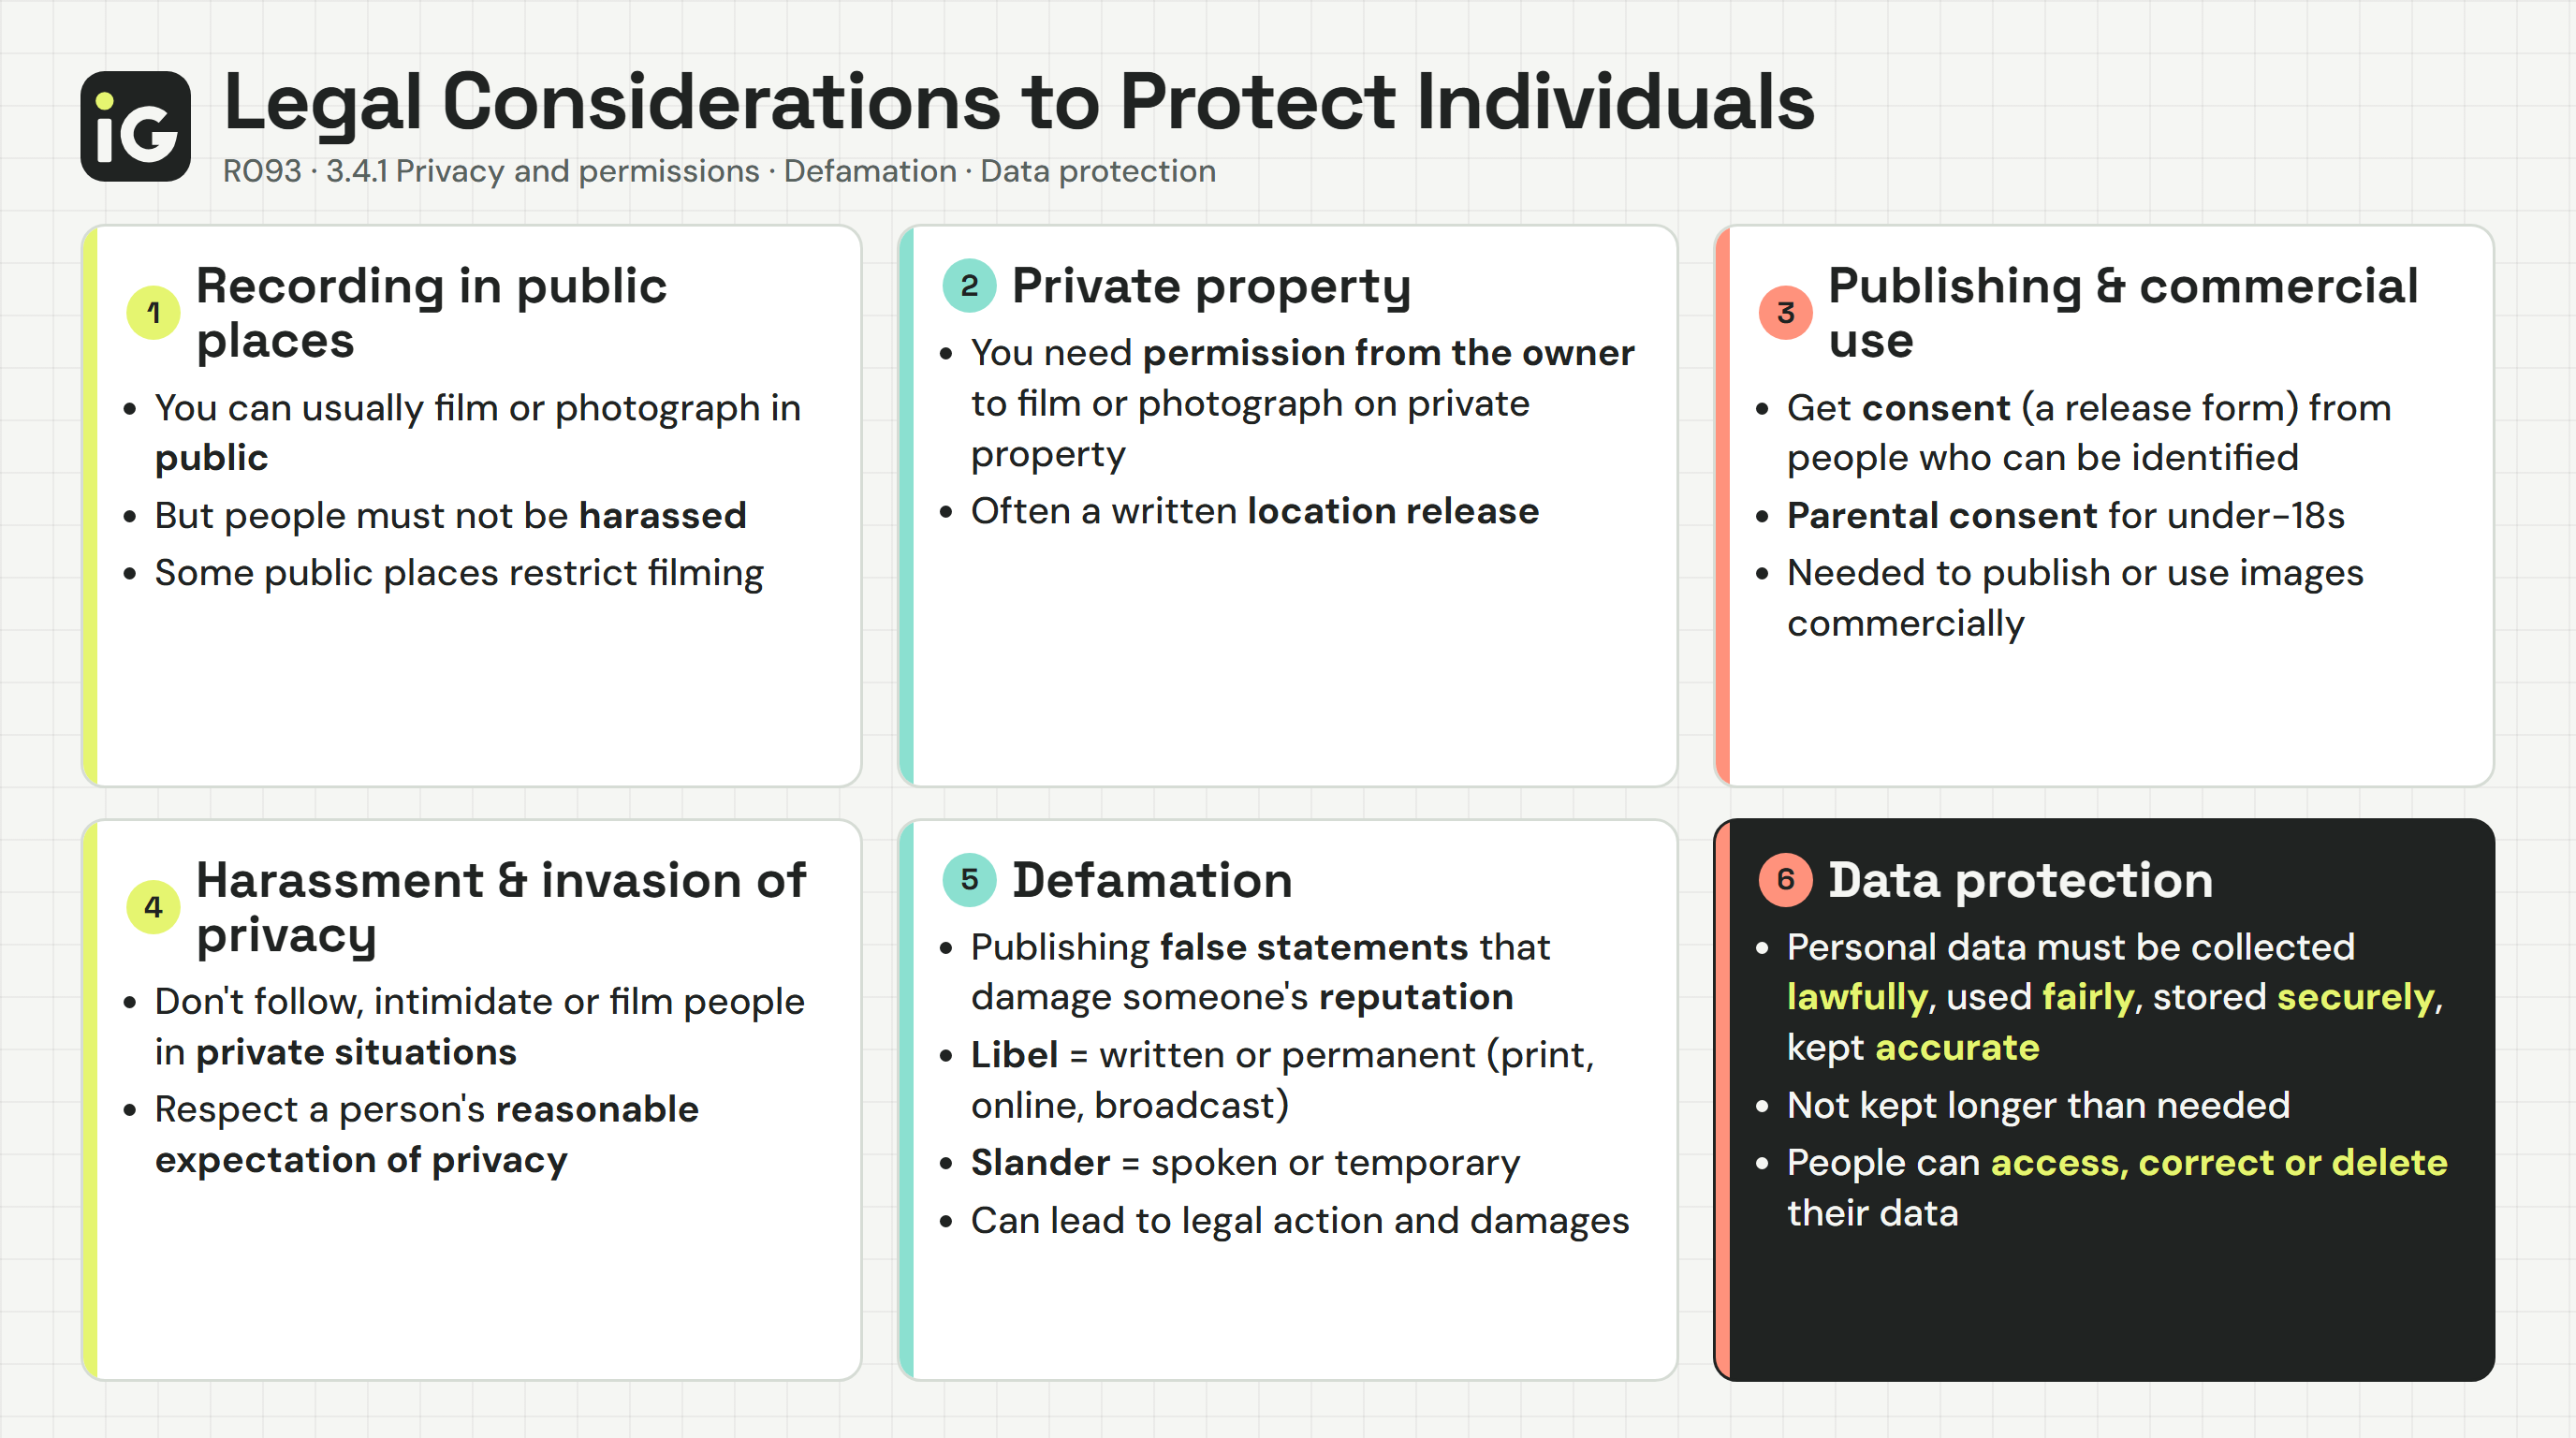 iG
Legal Considerations to Protect Individuals
R093 · 3.4.1 Privacy and permissions · Defamation · Data protection
1
Recording in public
places
• You can usually film or photograph in
public
• But people must not be harassed
• Some public places restrict filming
2
Private property
• You need permission from the owner
to film or photograph on private
property
• Often a written location release
3
Publishing & commercial
use
• Get consent (a release form) from
people who can be identified
• Parental consent for under-18s
• Needed to publish or use images
commercially
4
Harassment & invasion of
privacy
• Don't follow, intimidate or film people
in private situations
• Respect a person's reasonable
expectation of privacy
5
Defamation
• Publishing false statements that
damage someone's reputation
• Libel = written or permanent (print,
online, broadcast)
• Slander = spoken or temporary
• Can lead to legal action and damages
6
Data protection
• Personal data must be collected
lawfully, used fairly, stored securely,
kept accurate
• Not kept longer than needed
• People can access, correct or delete
their data